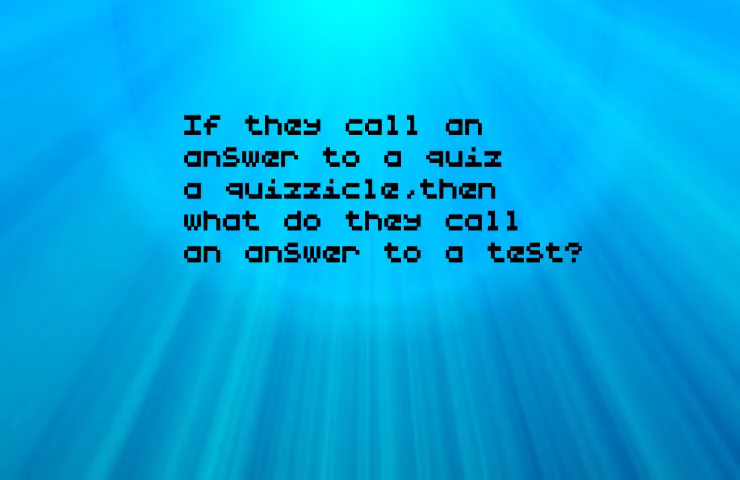 If they call an
answer to a quiz
a quizzicle,then
what do they call
an answer to a test?